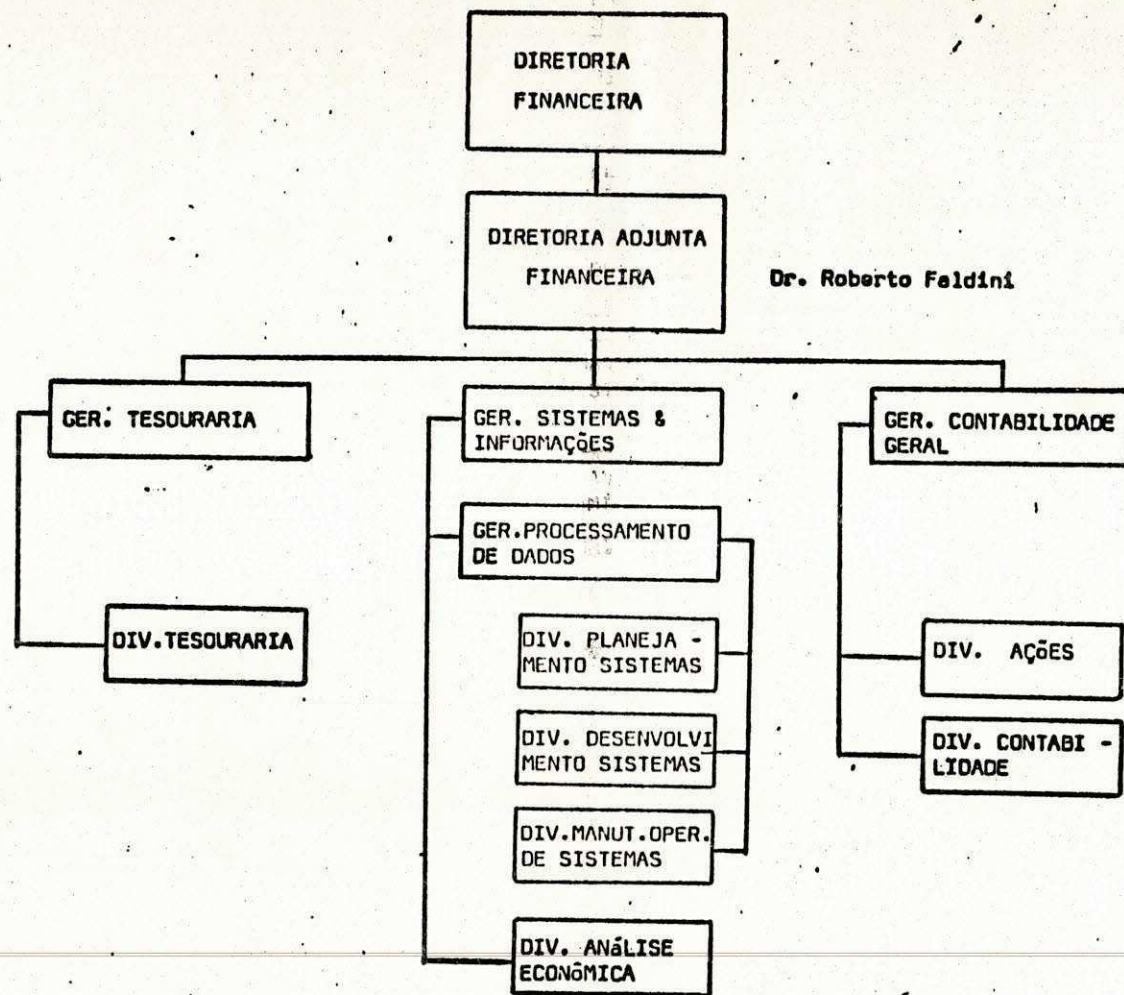 DIRETORIA
FINANCEIRA
DIRETORIA ADJUNTA
FINANCEIRA
Dr. Roberto Faldini
GER. TESOURARIA
GER. SISTEMAS &
INFORMAÇÕES
GER. CONTABILIDADE
GERAL
GER.PROCESSAMENTO
DE DADOS
DIV.TESOURARIA
DIV. PLANEJA -
MENTO SISTEMAS
DIV. AÇÕES
DIV. DESENVOLVI
MENTO SISTEMAS
DIV. CONTABI -
LIDADE
DIV.MANUT.OPER.
DE SISTEMAS
DIV. ANáLISE
ECONÔMICA